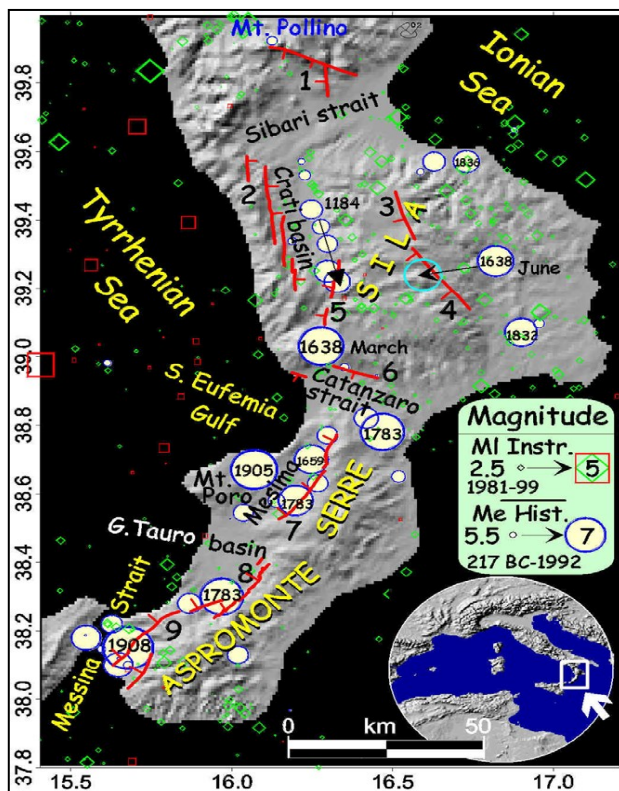 Mt. Pollino
Ionian
Sea
39.8
1
Sibari strait
39.6
1836
2
Crati basin
1184
3
39.4
Tyrrhenian
Sea
SILA
1638
June
39.2
4
5
1832
1638
March
39.0
6
S. Eufemia
Gulf
Catanzaro
strait
38.8
1783
1905
1659
Mt.
Poro
Mesima
38.6
1783
7
SERRE
G.Tauro basin
38.4
8
1783
Strait
9
ASPROMONTE
38.2
1908
Messina
38.0
37.8
Magnitude
Ml Instr.
2.5
5
1981-99
Me Hist.
5.5
7
217 BC-1992
0
km
50
15.5
16.0
16.5
17.0